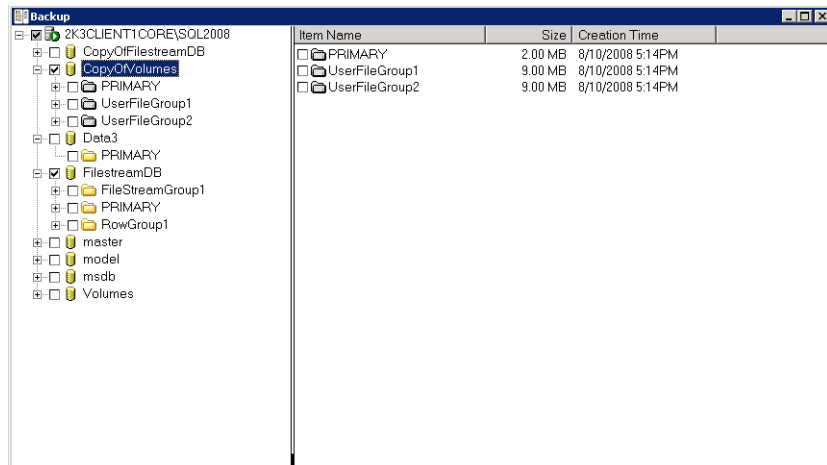 Backup
2K3CLIENT1CORE\SQL2008
CopyOfFilestreamDB
CopyOfVolumes
PRIMARY
UserFileGroup1
UserFileGroup2
Data3
PRIMARY
FilestreamDB
FileStreamGroup1
PRIMARY
RowGroup1
master
model
msdb
Volumes
Item Name Size Creation Time
PRIMARY 2.00 MB 8/10/2008 5:14PM
UserFileGroup1 9.00 MB 8/10/2008 5:14PM
UserFileGroup2 9.00 MB 8/10/2008 5:14PM